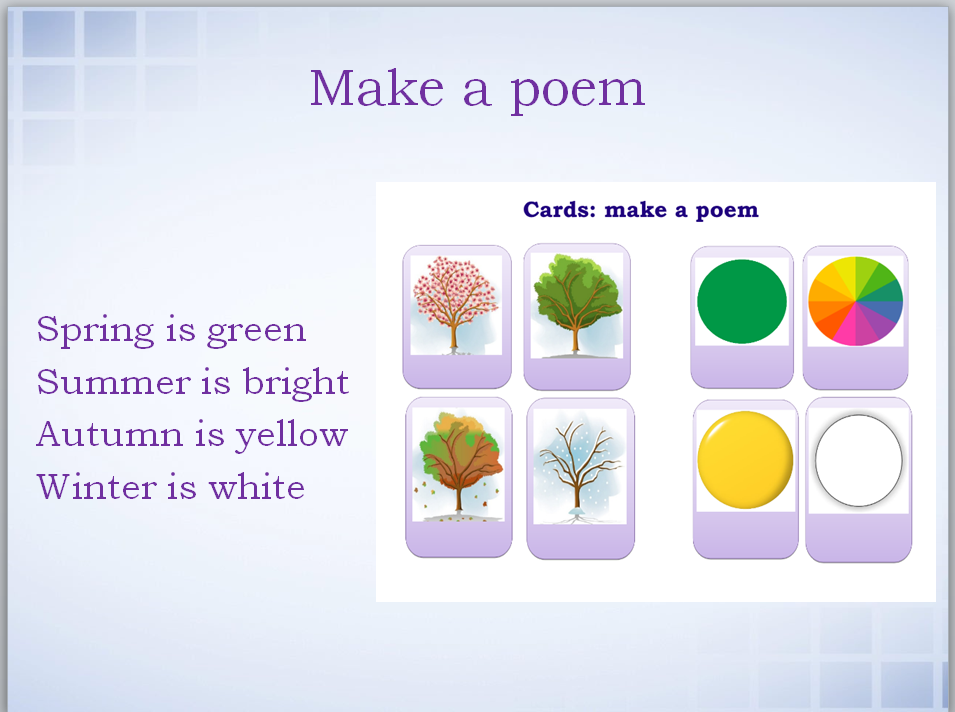 Make a poem
Cards: make a poem
Spring is green
Summer is bright
Autumn is yellow
Winter is white